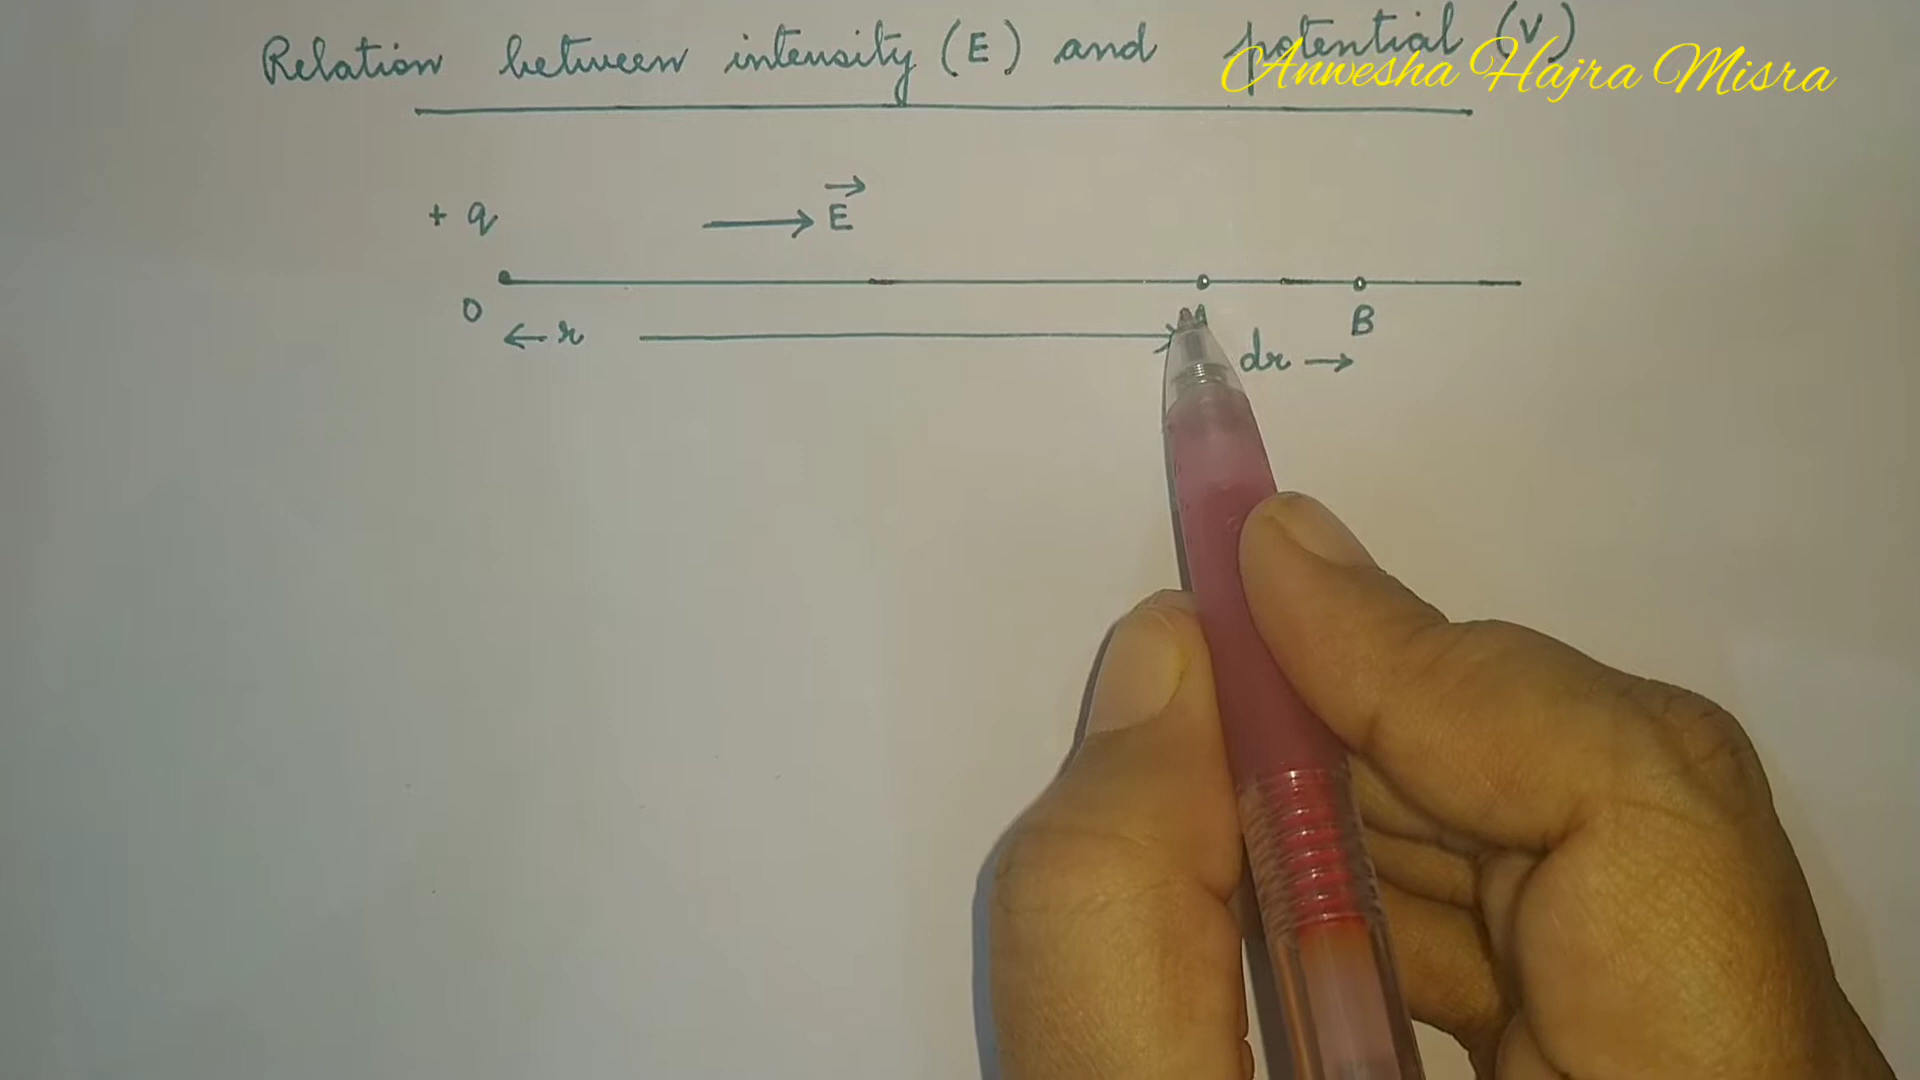 Relation between intensity (E) and potential (V)
Anwesha Hajra Misra
+ q
→ E
O
B
← r
dr →